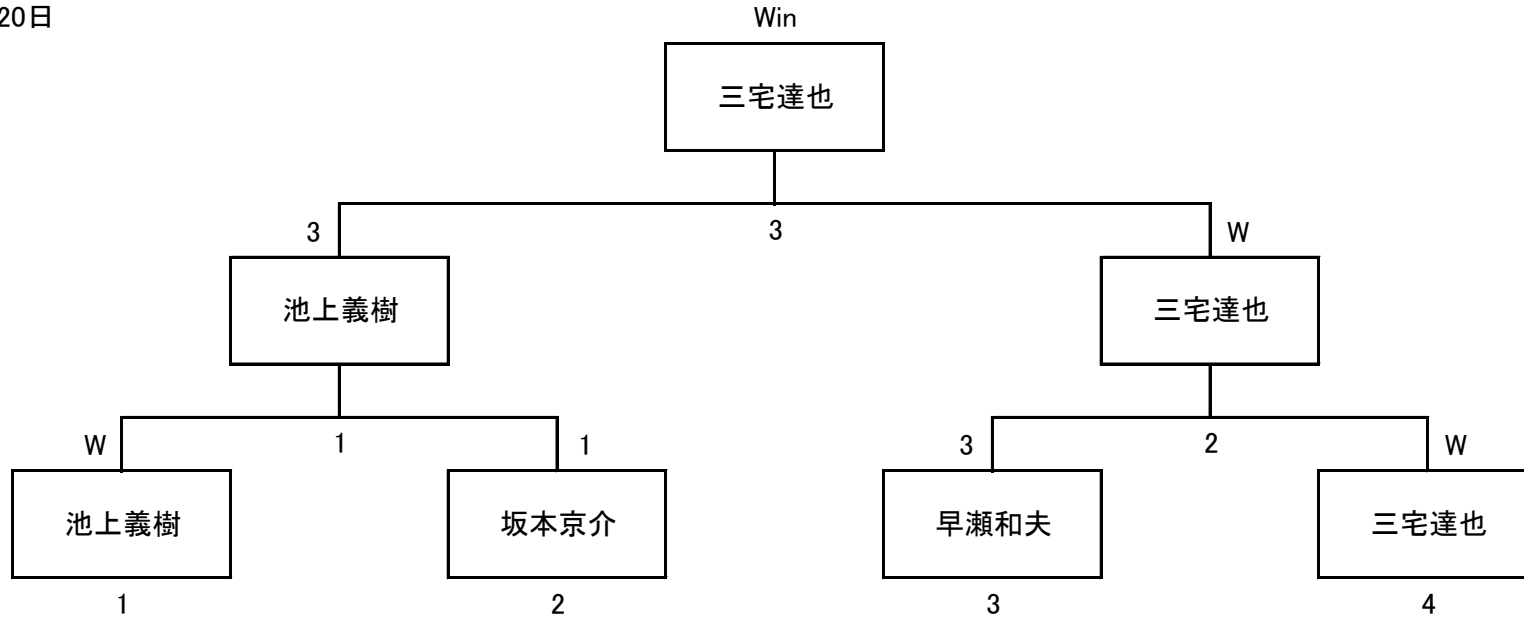 20日
Win
三宅達也
3 3 W
池上義樹 三宅達也
W 1 1 3 2 W
池上義樹 坂本京介 早瀬和夫 三宅達也
1 2 3 4